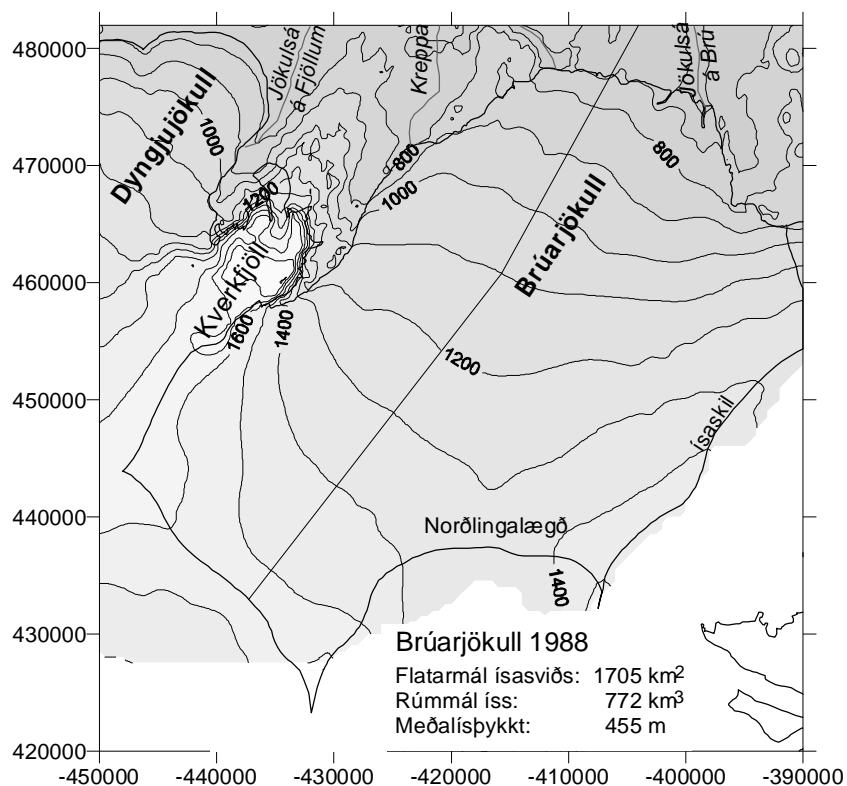 480000
470000
460000
450000
440000
430000
420000
-450000
-440000
-430000
-420000
-410000
-400000
-390000
Jökulsá
á Fjöllum
Kreppa
Jökulsá
á Brú
Dyngjujökull
1000
1200
800
1000
800
Brúarjökull
Kverkfjöll
1600
1400
1200
ísaskil
Norðlingalægð
1400
Brúarjökull 1988
Flatarmál ísasviðs: 1705 km²
Rúmmál íss: 772 km³
Meðalísþykkt: 455 m